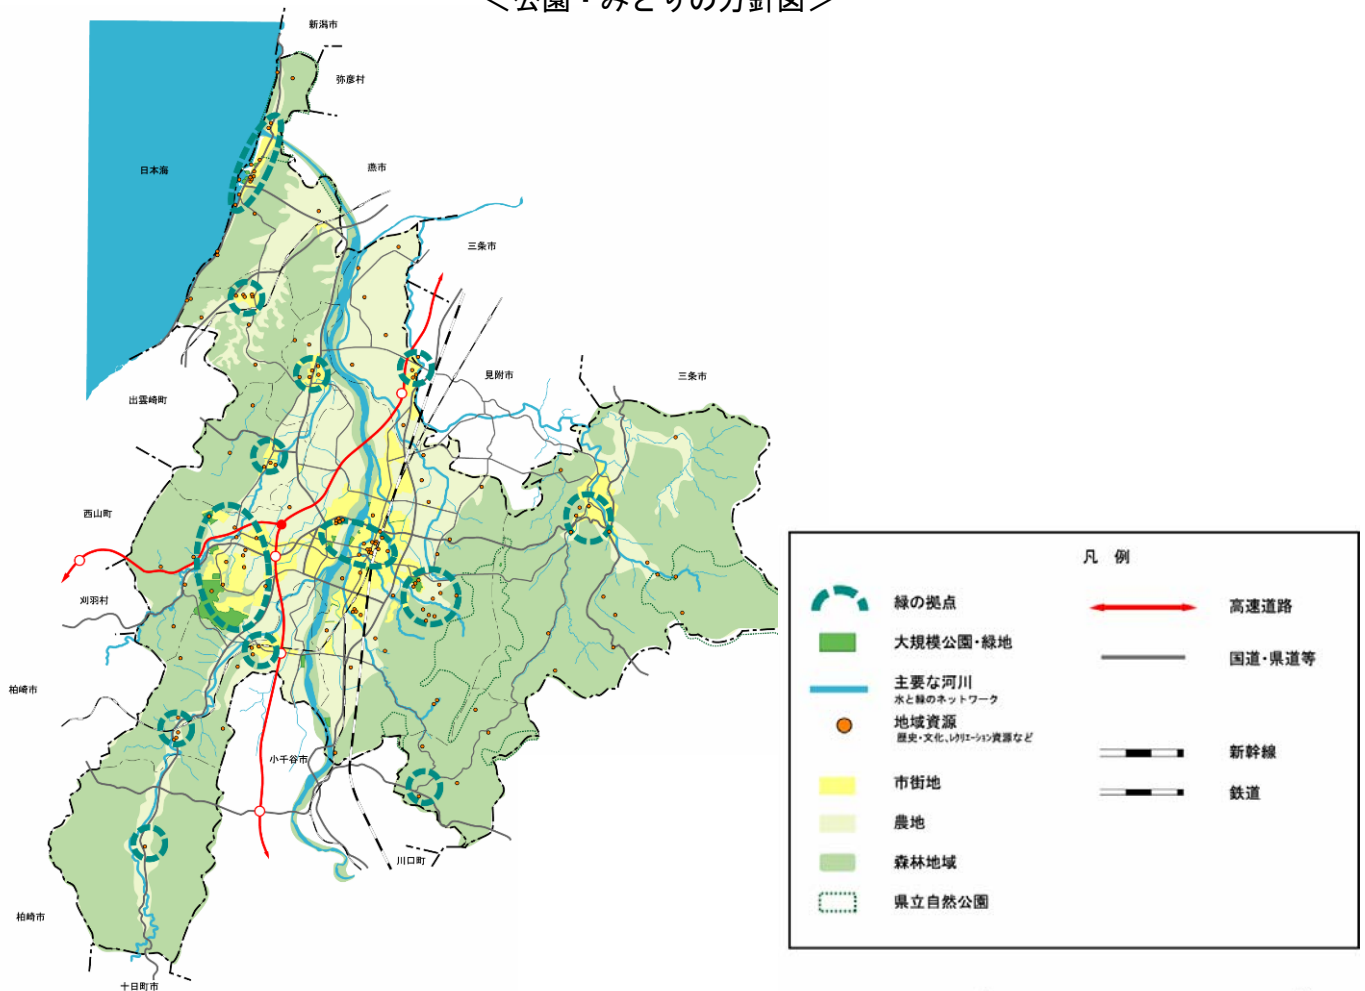 ＜公園・みどりの方針図＞
新潟市
弥彦村
日本海
燕市
三条市
見附市
三条市
出雲崎町
西山町
刈羽村
柏崎市
小千谷市
川口町
柏崎市
十日町市
凡 例
緑の拠点
大規模公園・緑地
主要な河川
水と緑のネットワーク
地域資源
歴史・文化、レクリエーション資源など
市街地
農地
森林地域
県立自然公園
高速道路
国道・県道等
新幹線
鉄道